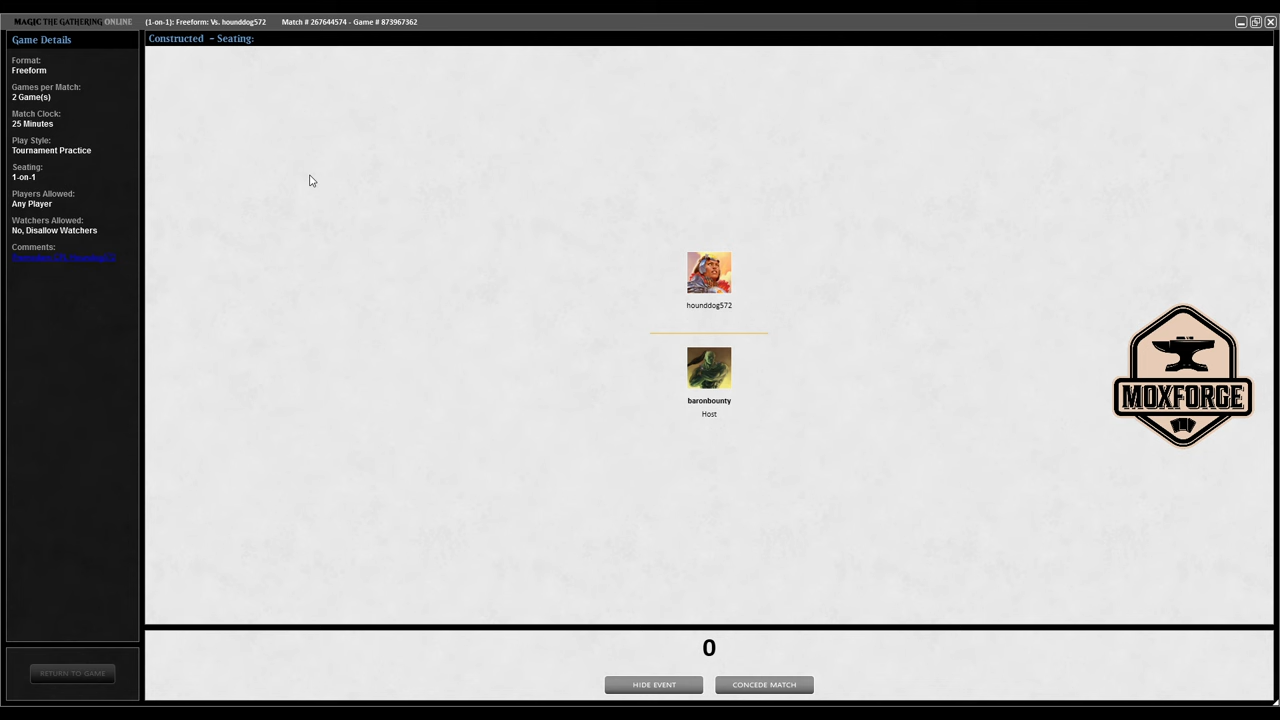 MAGIC THE GATHERING ONLINE (1-on-1): Freeform: Vs. hounddog572 Match # 267644574 - Game # 873967362
Game Details
Constructed - Seating:
Format:
Freeform
Games per Match:
2 Game(s)
Match Clock:
25 Minutes
Play Style:
Tournament Practice
Seating:
1-on-1
Players Allowed:
Any Player
Watchers Allowed:
No, Disallow Watchers
Comments:
hounddog572
baronbounty
Host
MOXFORGE
0
RETURN TO GAME
HIDE EVENT
CONCEDE MATCH